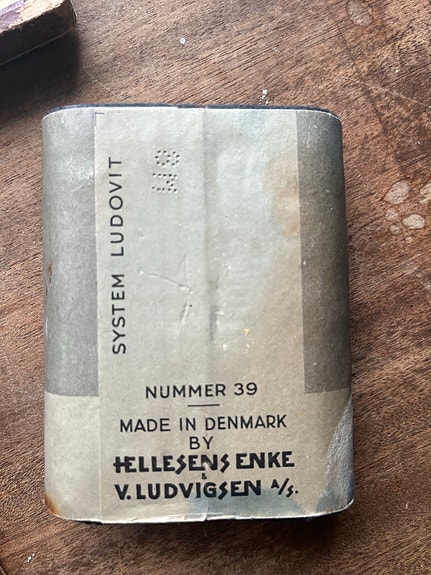 SYSTEM LUDOVIT
NUMMER 39
MADE IN DENMARK
BY
HELLESENS ENKE
&
V. LUDVIGSEN A/S.